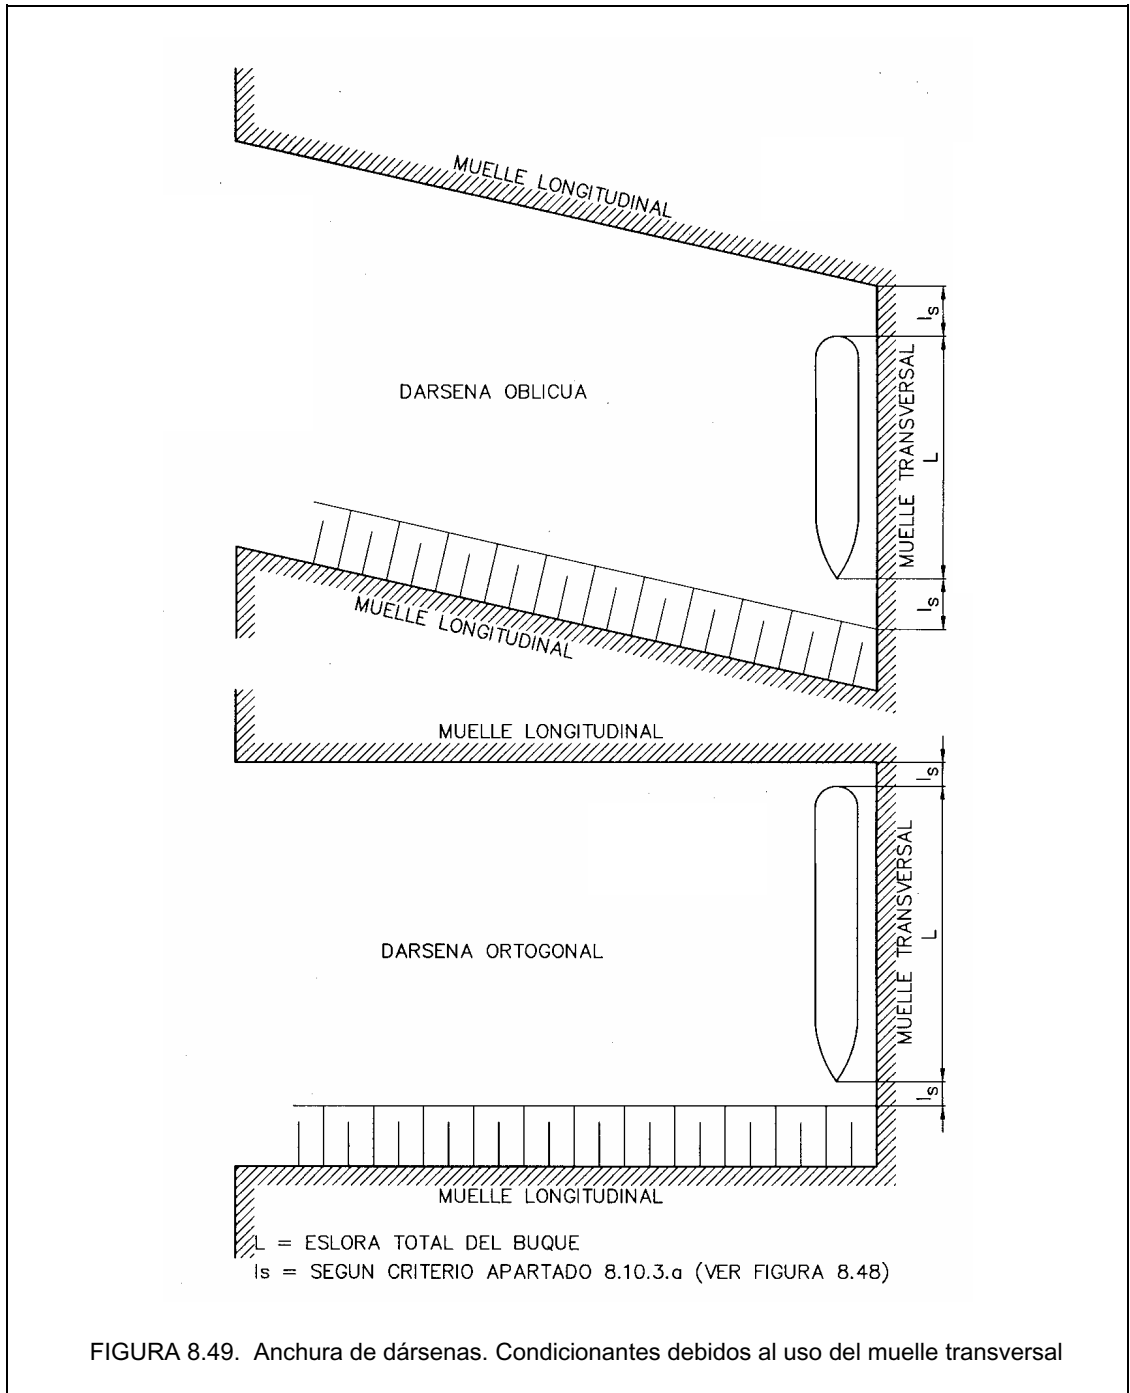 MUELLE LONGITUDINAL
ls
DARSENA OBLICUA
MUELLE TRANSVERSAL
L
ls
MUELLE LONGITUDINAL
MUELLE LONGITUDINAL
ls
DARSENA ORTOGONAL
MUELLE TRANSVERSAL
L
ls
MUELLE LONGITUDINAL
L = ESLORA TOTAL DEL BUQUE
ls = SEGUN CRITERIO APARTADO 8.10.3.a (VER FIGURA 8.48)
FIGURA 8.49. Anchura de dársenas. Condicionantes debidos al uso del muelle transversal